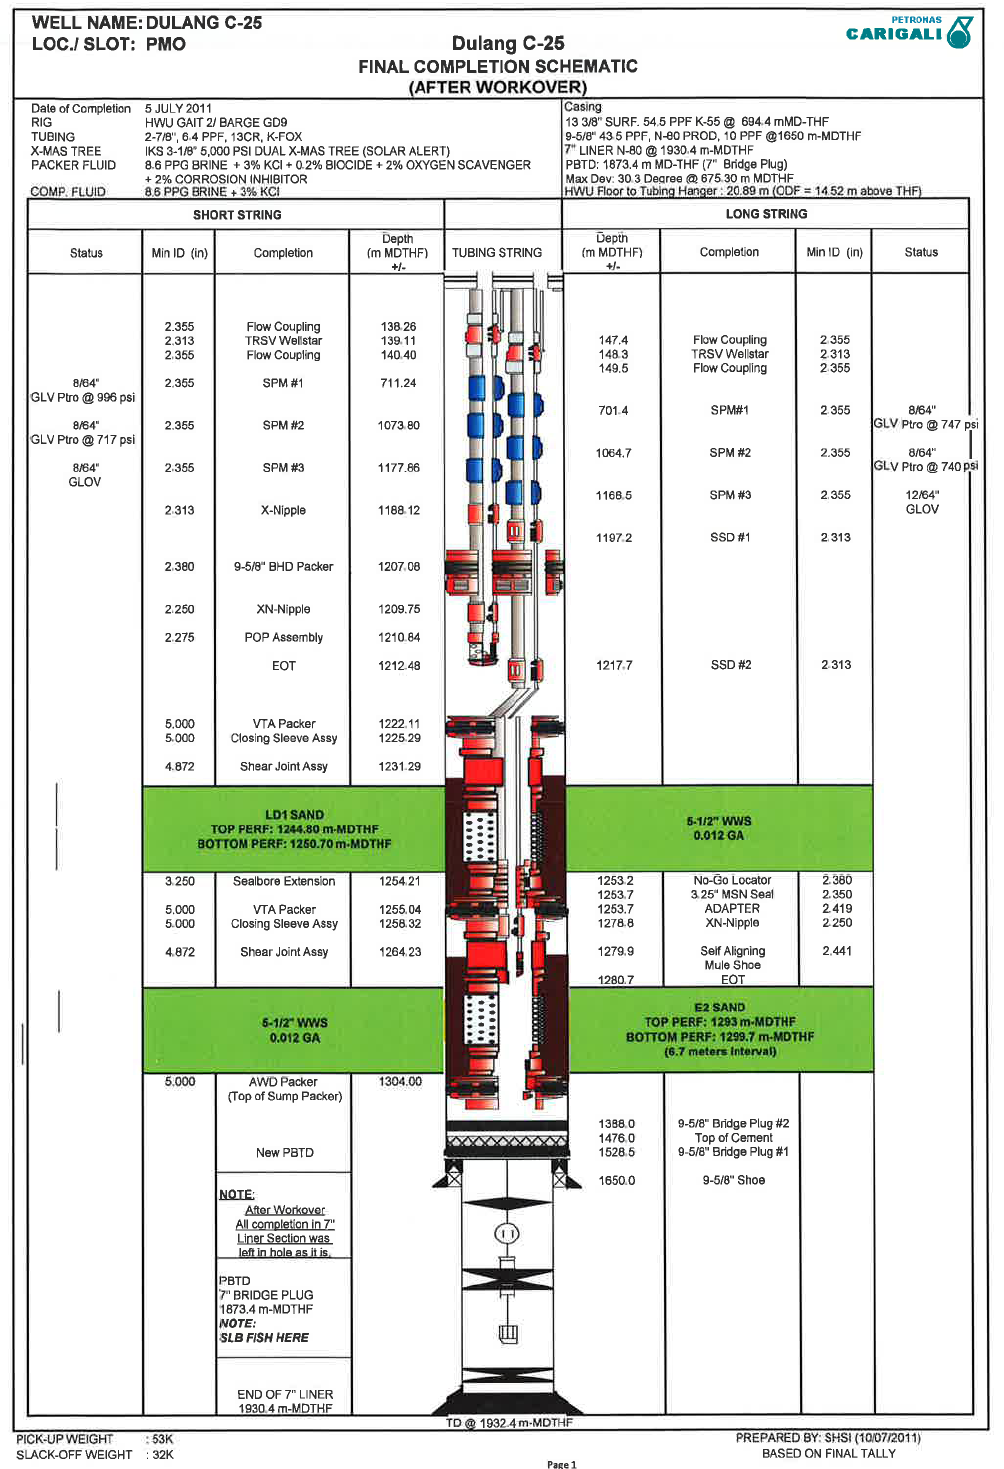 WELL NAME: DULANG C-25
LOC./ SLOT: PMO
PETRONAS
CARIGALI
Dulang C-25
FINAL COMPLETION SCHEMATIC
(AFTER WORKOVER)
Date of Completion 5 JULY 2011
RIG HWU GAIT 2/ BARGE GD9
TUBING 2-7/8", 6.4 PPF, 13CR, K-FOX
X-MAS TREE IKS 3-1/8" 5,000 PSI DUAL X-MAS TREE (SOLAR ALERT)
PACKER FLUID 8.6 PPG BRINE + 3% KCl + 0.2% BIOCIDE + 2% OXYGEN SCAVENGER
+ 2% CORROSION INHIBITOR
COMP. FLUID 8.6 PPG BRINE + 3% KCl
Casing
13 3/8" SURF. 54.5 PPF K-55 @ 694.4 mMD-THF
9-5/8" 43.5 PPF, N-80 PROD, 10 PPF @1650 m-MDTHF
7" LINER N-80 @ 1930.4 m-MDTHF
PBTD: 1873.4 m MD-THF (7" Bridge Plug)
Max Dev: 30.3 Degree @ 675.30 m MDTHF
HWU Floor to Tubing Hanger : 20.89 m (ODF = 14.52 m above THF)
SHORT STRING
LONG STRING
Status Min ID (in) Completion Depth (m MDTHF) +/- TUBING STRING Depth (m MDTHF) +/- Completion Min ID (in) Status
2.355 Flow Coupling 138.26
2.313 TRSV Wellstar 139.11
2.355 Flow Coupling 140.40
147.4 Flow Coupling 2.355
148.3 TRSV Wellstar 2.313
149.5 Flow Coupling 2.355
8/64" 2.355 SPM #1 711.24
GLV Ptro @ 996 psi
701.4 SPM#1 2.355 8/64"
GLV Ptro @ 747 psi
8/64" 2.355 SPM #2 1073.80
GLV Ptro @ 717 psi
1064.7 SPM #2 2.355 8/64"
GLV Ptro @ 740 psi
8/64" 2.355 SPM #3 1177.86
GLOV
1168.5 SPM #3 2.355 12/64"
GLOV
2.313 X-Nipple 1188.12
1197.2 SSD #1 2.313
2.380 9-5/8" BHD Packer 1207.08
2.250 XN-Nipple 1209.75
2.275 POP Assembly 1210.84
EOT 1212.48
1217.7 SSD #2 2.313
5.000 VTA Packer 1222.11
5.000 Closing Sleeve Assy 1225.29
4.872 Shear Joint Assy 1231.29
LD1 SAND
TOP PERF: 1244.80 m-MDTHF
BOTTOM PERF: 1250.70 m-MDTHF
5-1/2" WWS
0.012 GA
3.250 Sealbore Extension 1254.21
1253.2 No-Go Locator 2.380
1253.7 3.25" MSN Seal 2.350
5.000 VTA Packer 1255.04
1253.7 ADAPTER 2.419
5.000 Closing Sleeve Assy 1258.32
1278.8 XN-Nipple 2.250
4.872 Shear Joint Assy 1264.23
1279.9 Self Aligning 2.441
Mule Shoe
1280.7 EOT
5-1/2" WWS
0.012 GA
E2 SAND
TOP PERF: 1293 m-MDTHF
BOTTOM PERF: 1299.7 m-MDTHF
(6.7 meters interval)
5.000 AWD Packer 1304.00
(Top of Sump Packer)
1388.0 9-5/8" Bridge Plug #2
1476.0 Top of Cement
New PBTD
1528.5 9-5/8" Bridge Plug #1
1650.0 9-5/8" Shoe
NOTE:
After Workover
All completion in 7"
Liner Section was
left in hole as it is.
PBTD
7" BRIDGE PLUG
1873.4 m-MDTHF
NOTE:
SLB FISH HERE
END OF 7" LINER
1930.4 m-MDTHF
TD @ 1932.4 m-MDTHF
PICK-UP WEIGHT : 53K
SLACK-OFF WEIGHT : 32K
PREPARED BY: SHSI (10/07/2011)
BASED ON FINAL TALLY
Page 1